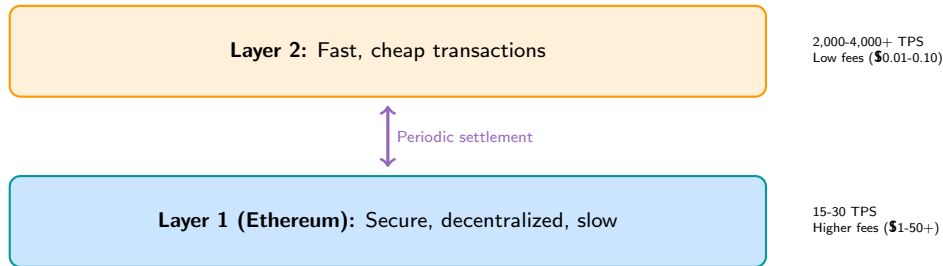 Layer 2: Fast, cheap transactions
2,000-4,000+ TPS
Low fees ($0.01-0.10)
Periodic settlement
Layer 1 (Ethereum): Secure, decentralized, slow
15-30 TPS
Higher fees ($1-50+)